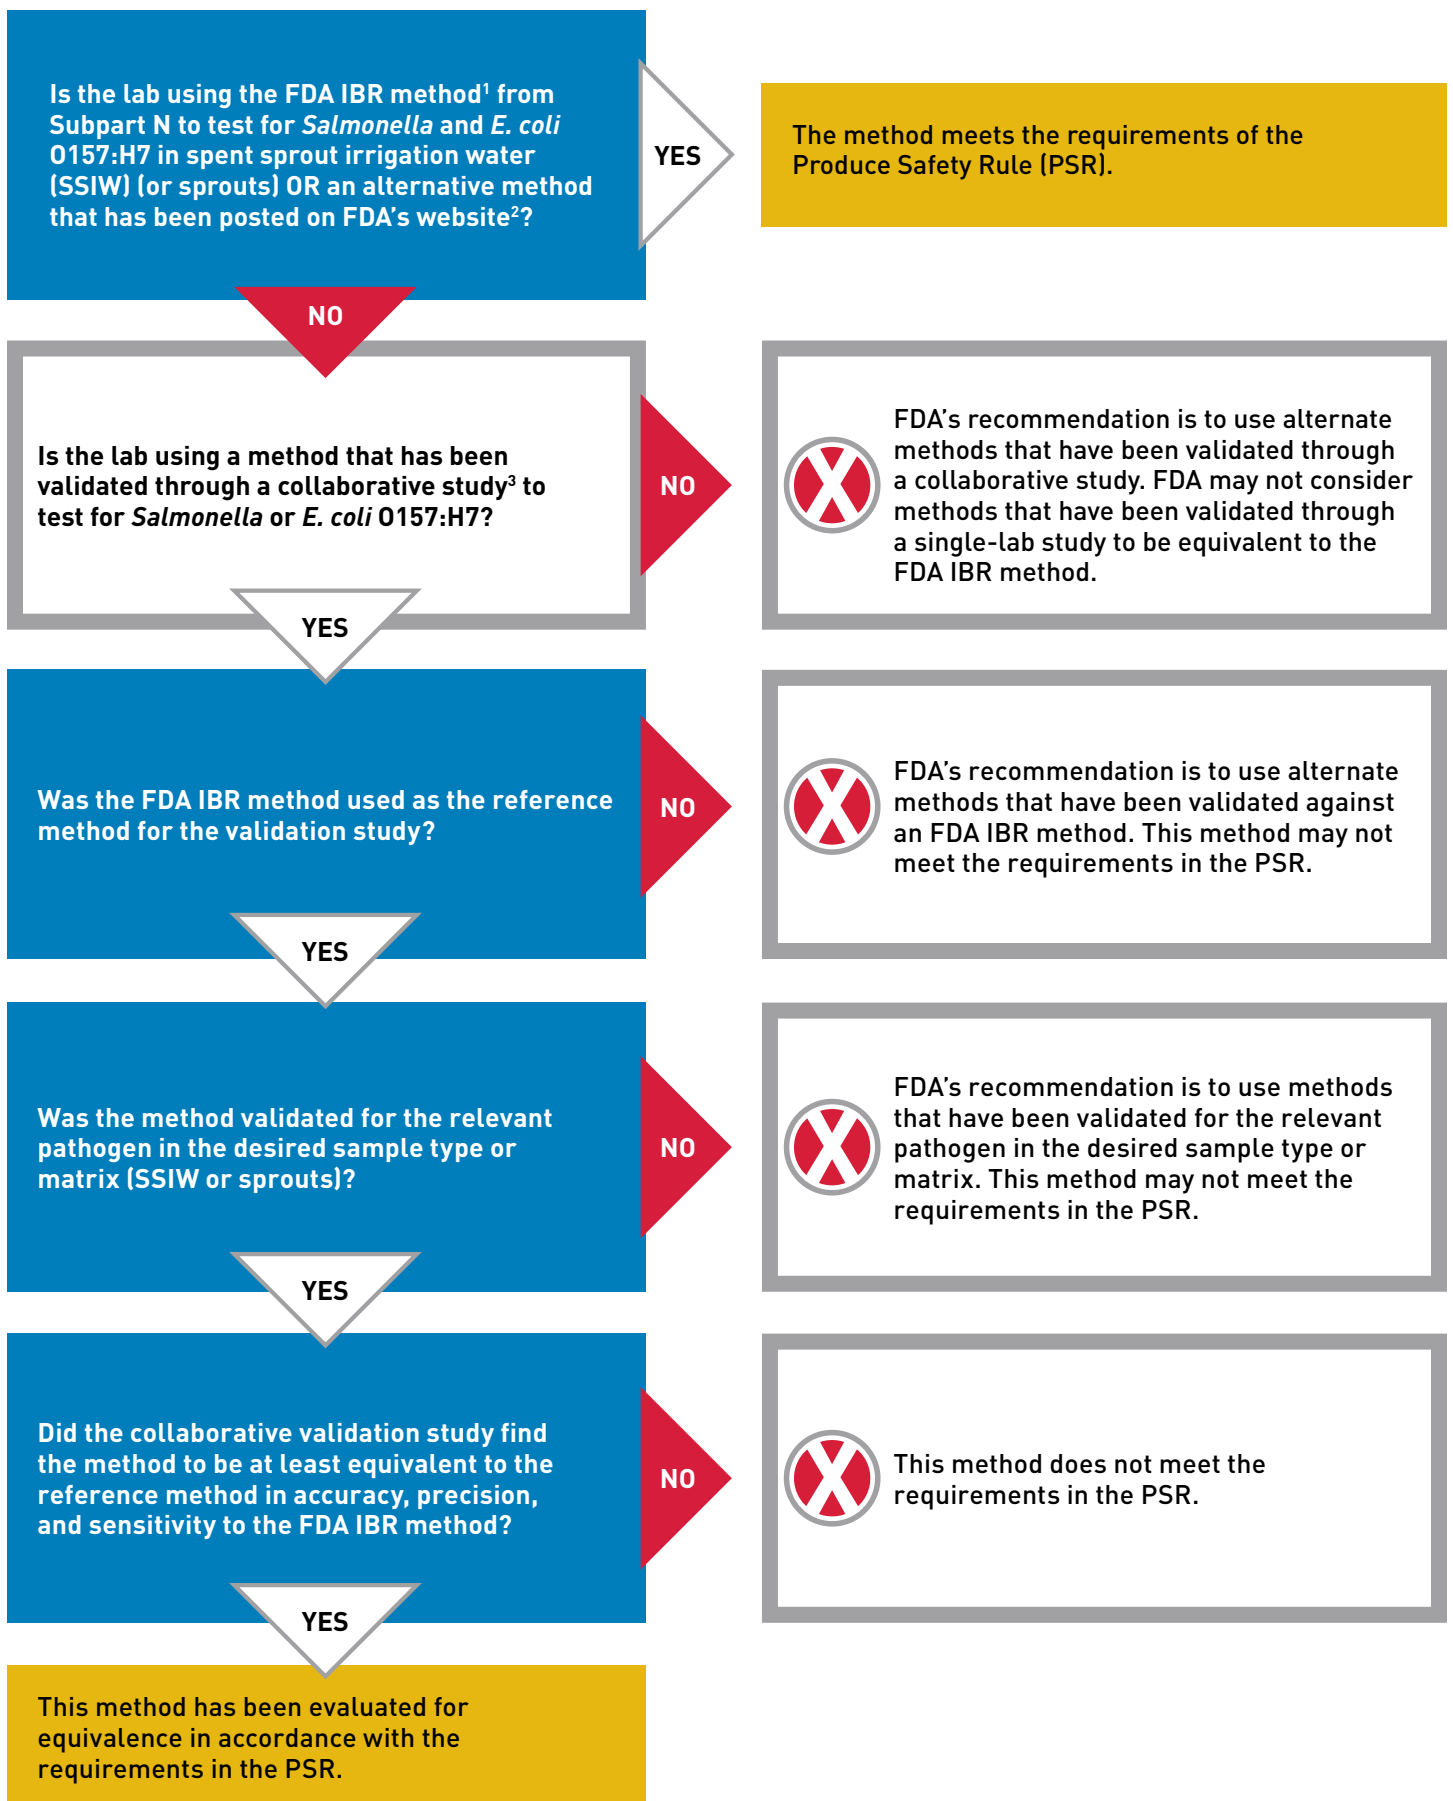 Is the lab using the FDA IBR method¹ from
Subpart N to test for Salmonella and E. coli
O157:H7 in spent sprout irrigation water
(SSIW) (or sprouts) OR an alternative method
that has been posted on FDA's website²?
YES
The method meets the requirements of the
Produce Safety Rule (PSR).
NO
Is the lab using a method that has been
validated through a collaborative study³ to
test for Salmonella or E. coli O157:H7?
NO
FDA's recommendation is to use alternate
methods that have been validated through
a collaborative study. FDA may not consider
methods that have been validated through
a single-lab study to be equivalent to the
FDA IBR method.
YES
Was the FDA IBR method used as the reference
method for the validation study?
NO
FDA's recommendation is to use alternate
methods that have been validated against
an FDA IBR method. This method may not
meet the requirements in the PSR.
YES
Was the method validated for the relevant
pathogen in the desired sample type or
matrix (SSIW or sprouts)?
NO
FDA's recommendation is to use methods
that have been validated for the relevant
pathogen in the desired sample type or
matrix. This method may not meet the
requirements in the PSR.
YES
Did the collaborative validation study find
the method to be at least equivalent to the
reference method in accuracy, precision,
and sensitivity to the FDA IBR method?
NO
This method does not meet the
requirements in the PSR.
YES
This method has been evaluated for
equivalence in accordance with the
requirements in the PSR.